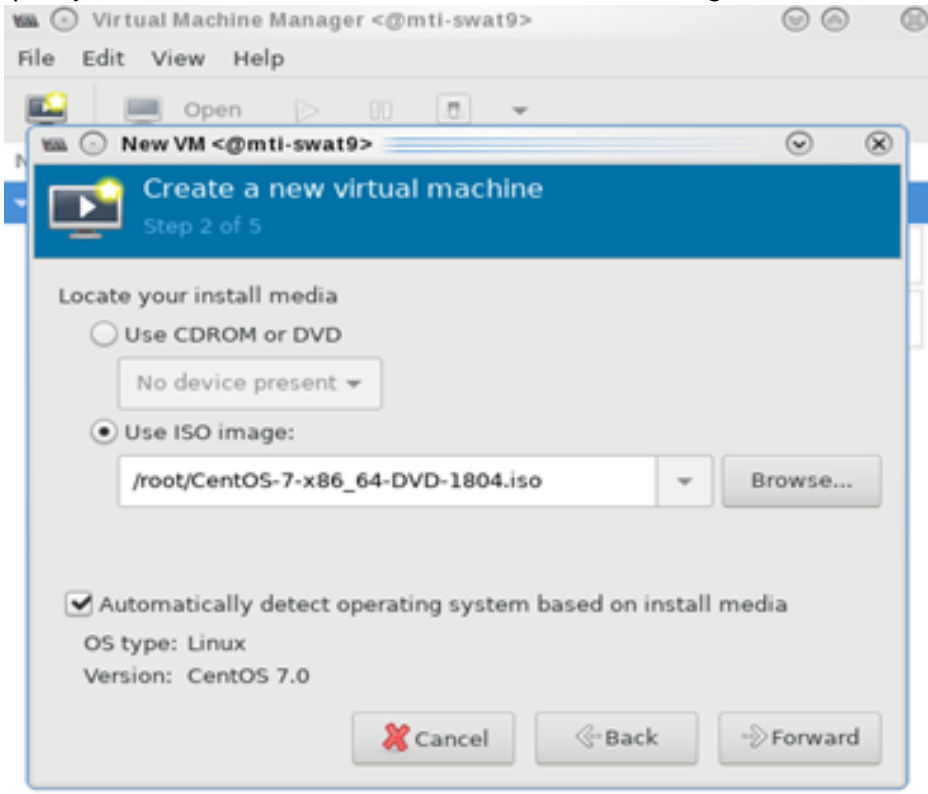 Virtual Machine Manager <@mti-swat9>
File Edit View Help
Open
New VM <@mti-swat9>
Create a new virtual machine
Step 2 of 5
Locate your install media
Use CDROM or DVD
No device present
Use ISO image:
/root/CentOS-7-x86_64-DVD-1804.iso
Browse...
Automatically detect operating system based on install media
OS type: Linux
Version: CentOS 7.0
Cancel Back Forward